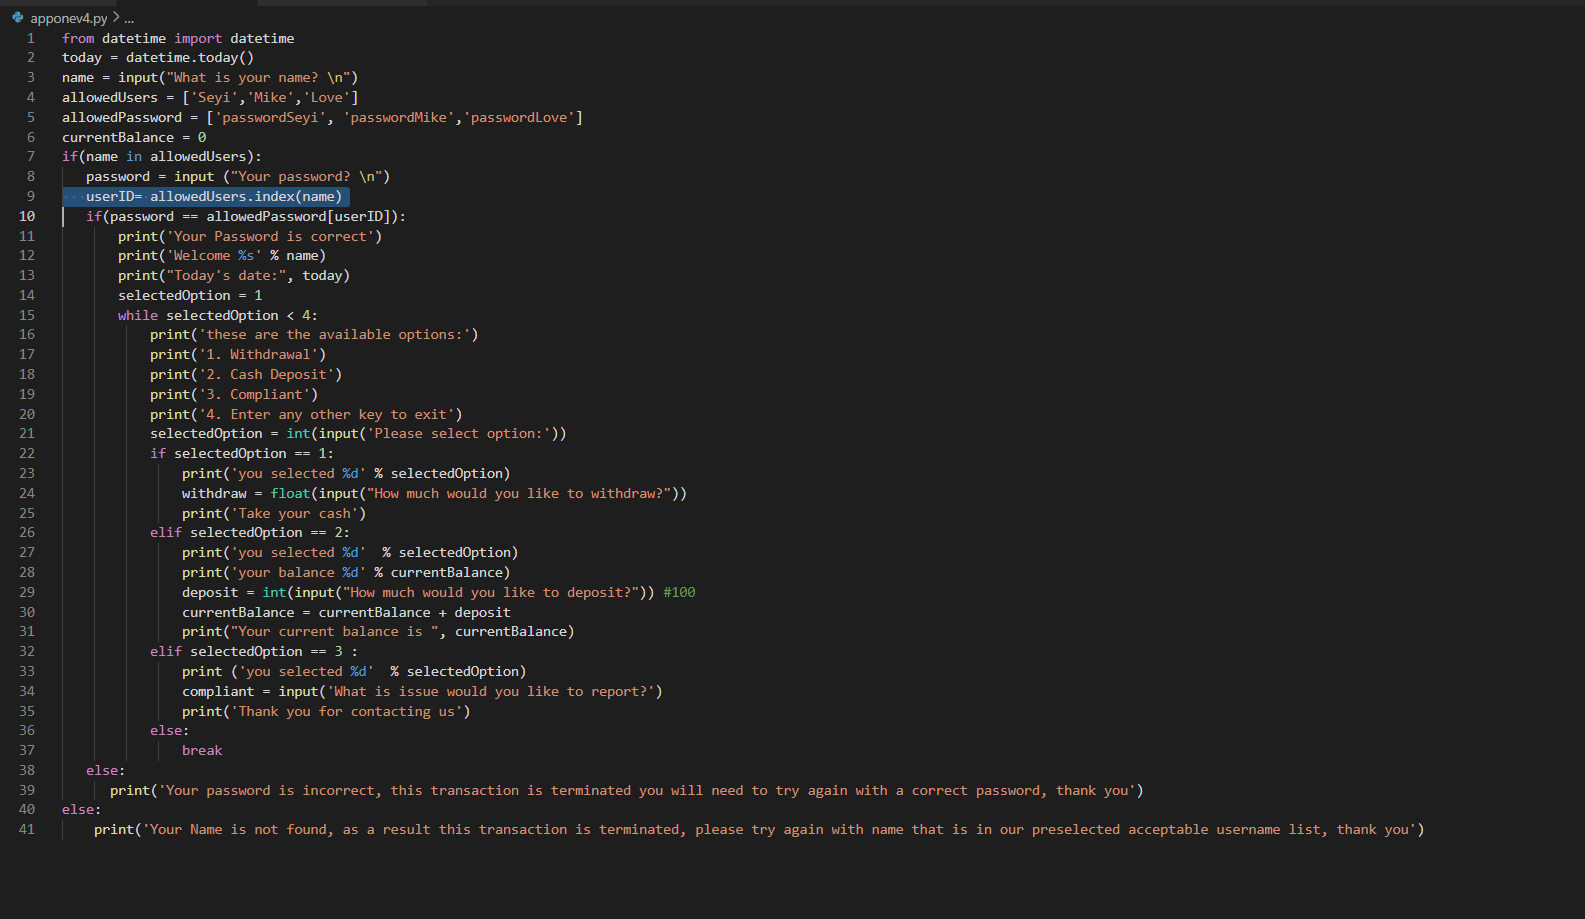 apponev4.py > ...
1 from datetime import datetime
2 today = datetime.today()
3 name = input("What is your name? \n")
4 allowedUsers = ['Seyi','Mike','Love']
5 allowedPassword = ['passwordSeyi', 'passwordMike','passwordLove']
6 currentBalance = 0
7 if(name in allowedUsers):
8    password = input ("Your password? \n")
9    userID= allowedUsers.index(name)
10    if(password == allowedPassword[userID]):
11        print('Your Password is correct')
12        print('Welcome %s' % name)
13        print("Today's date:", today)
14        selectedOption = 1
15        while selectedOption < 4:
16            print('these are the available options:')
17            print('1. Withdrawal')
18            print('2. Cash Deposit')
19            print('3. Compliant')
20            print('4. Enter any other key to exit')
21            selectedOption = int(input('Please select option:'))
22            if selectedOption == 1:
23                print('you selected %d' % selectedOption)
24                withdraw = float(input("How much would you like to withdraw?"))
25                print('Take your cash')
26            elif selectedOption == 2:
27                print('you selected %d'  % selectedOption)
28                print('your balance %d' % currentBalance)
29                deposit = int(input("How much would you like to deposit?")) #100
30                currentBalance = currentBalance + deposit
31                print("Your current balance is ", currentBalance)
32            elif selectedOption == 3 :
33                print ('you selected %d'  % selectedOption)
34                compliant = input('What is issue would you like to report?')
35                print('Thank you for contacting us')
36            else:
37                break
38    else:
39       print('Your password is incorrect, this transaction is terminated you will need to try again with a correct password, thank you')
40 else:
41     print('Your Name is not found, as a result this transaction is terminated, please try again with name that is in our preselected acceptable username list, thank you')